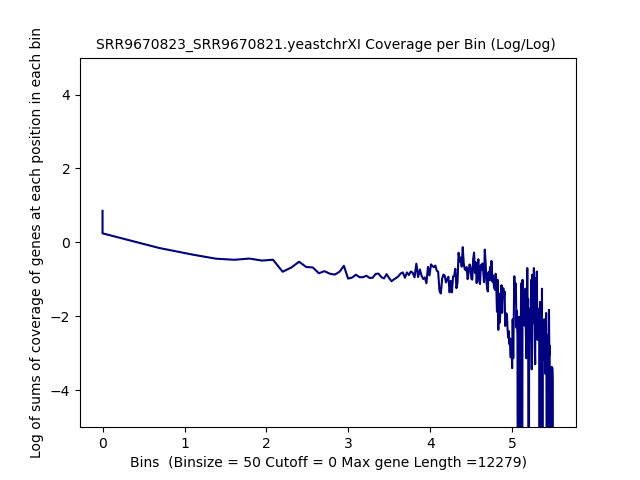 SRR9670823_SRR9670821.yeastchrXI Coverage per Bin (Log/Log)
Log of sums of coverage of genes at each position in each bin
4
2
0
−2
−4
0 1 2 3 4 5
Bins  (Binsize = 50 Cutoff = 0 Max gene Length =12279)